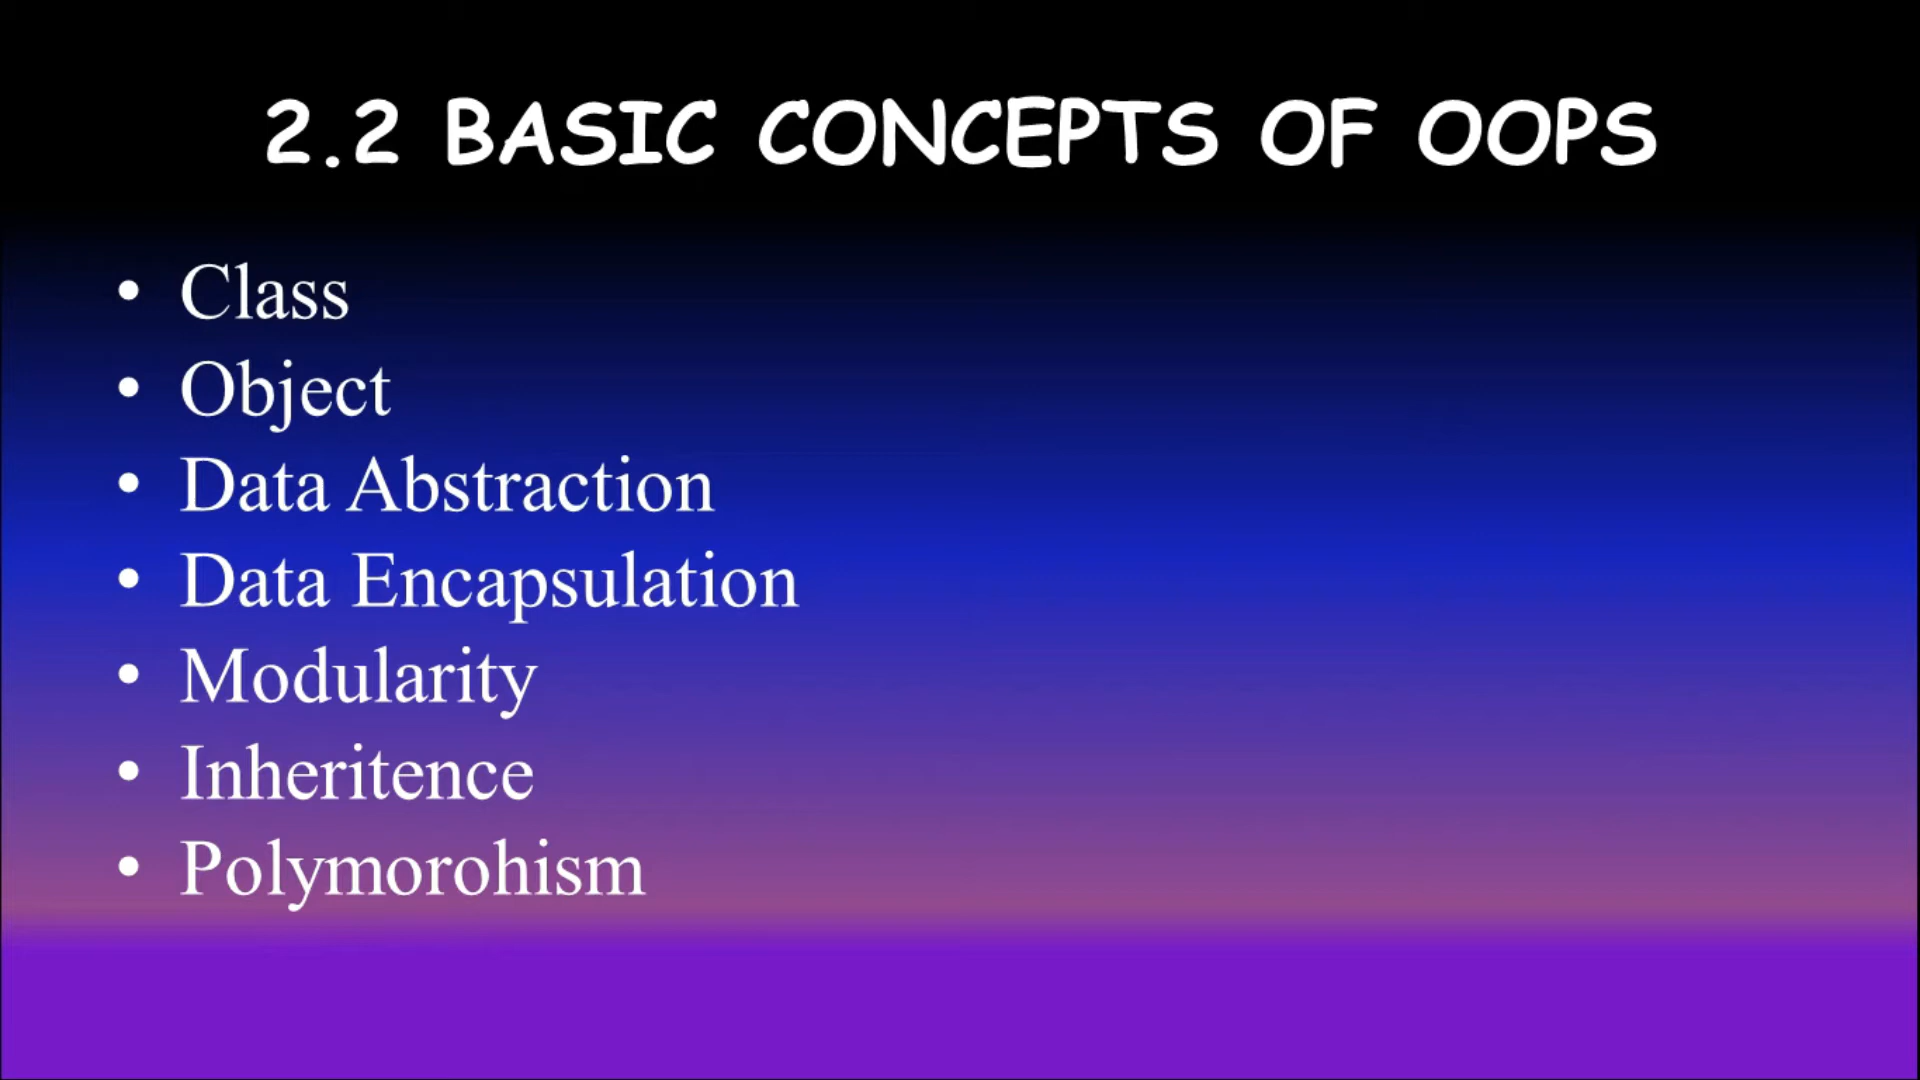 2.2 BASIC CONCEPTS OF OOPS
• Class
• Object
• Data Abstraction
• Data Encapsulation
• Modularity
• Inheritence
• Polymorohism